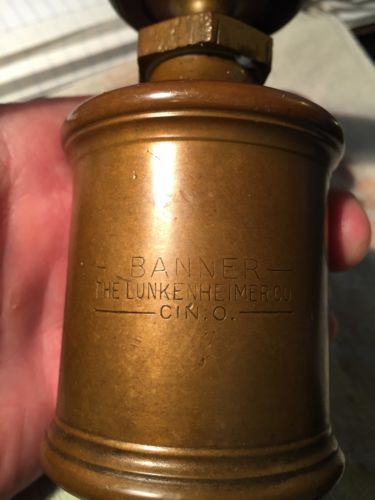 - BANNER -
THE LUNKENHEIMER CO
- CIN. O. -